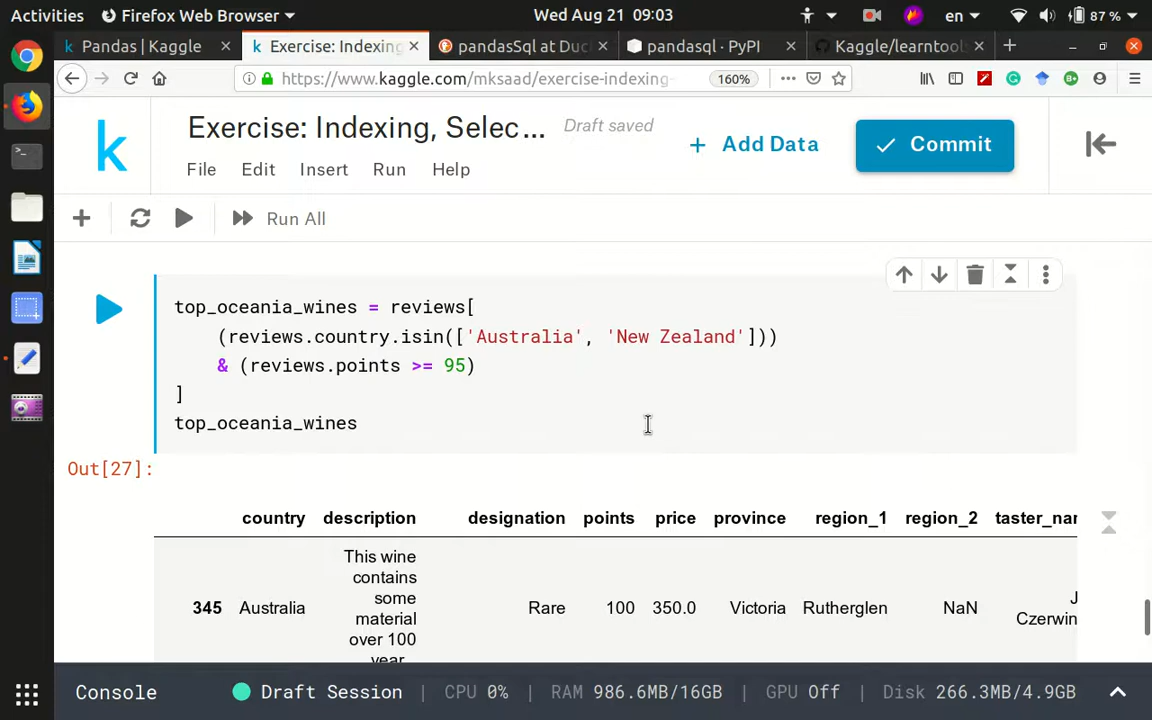 Activities Firefox Web Browser Wed Aug 21 09:03 en 87 %
Pandas | Kaggle Exercise: Indexing, pandasSql at Duc pandasql · PyPI Kaggle/learntool
https://www.kaggle.com/mksaad/exercise-indexing- 160%
k Exercise: Indexing, Selec... Draft saved + Add Data Commit
File Edit Insert Run Help
Run All
top_oceania_wines = reviews[
(reviews.country.isin(['Australia', 'New Zealand']))
& (reviews.points >= 95)
]
top_oceania_wines
Out[27]:
country description designation points price province region_1 region_2 taster_nar
This wine
contains
some
material
over 100
year
345 Australia Rare 100 350.0 Victoria Rutherglen NaN J
Czerwin
Console Draft Session | CPU 0% | RAM 986.6MB/16GB | GPU Off | Disk 266.3MB/4.9GB